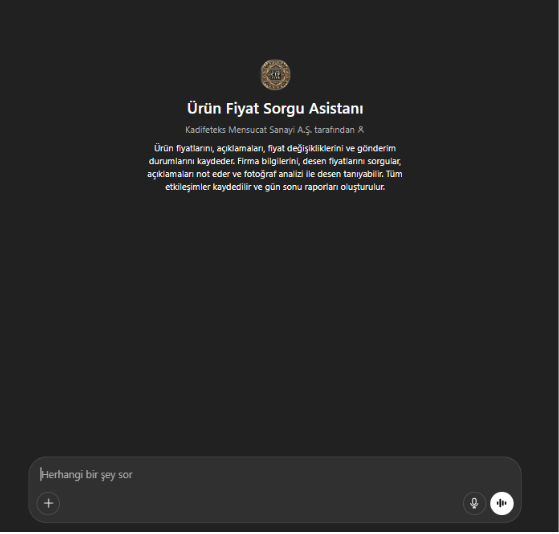 Ürün Fiyat Sorgu Asistanı
Kadifeteks Mensucat Sanayi A.Ş. tarafından
Ürün fiyatlarını, açıklamaları, fiyat değişikliklerini ve gönderim
durumlarını kaydeder. Firma bilgilerini, desen fiyatlarını sorgular,
açıklamaları not eder ve fotoğraf analizi ile desen tanıyabilir. Tüm
etkileşimler kaydedilir ve gün sonu raporları oluşturulur.
Herhangi bir şey sor